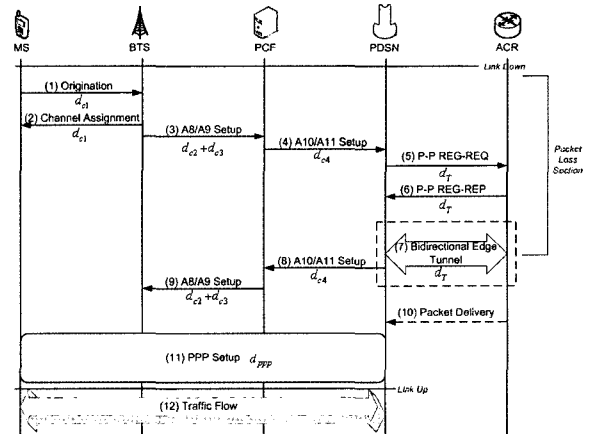 MS BTS PCF PDSN ACR
Link Down
(1) Origination
d_c1
(2) Channel Assignment
d_c1
(3) A8/A9 Setup
d_c2 + d_c3
(4) A10/A11 Setup
d_c4
(5) P-P REG-REQ
d_T
(6) P-P REG-REP
d_T
Packet
Loss
Section
(7) Bidirectional Edge
Tunnel
d_T
(8) A10/A11 Setup
d_c4
(9) A8/A9 Setup
d_c2 + d_c3
(10) Packet Delivery
(11) PPP Setup d_ppp
Link Up
(12) Traffic Flow